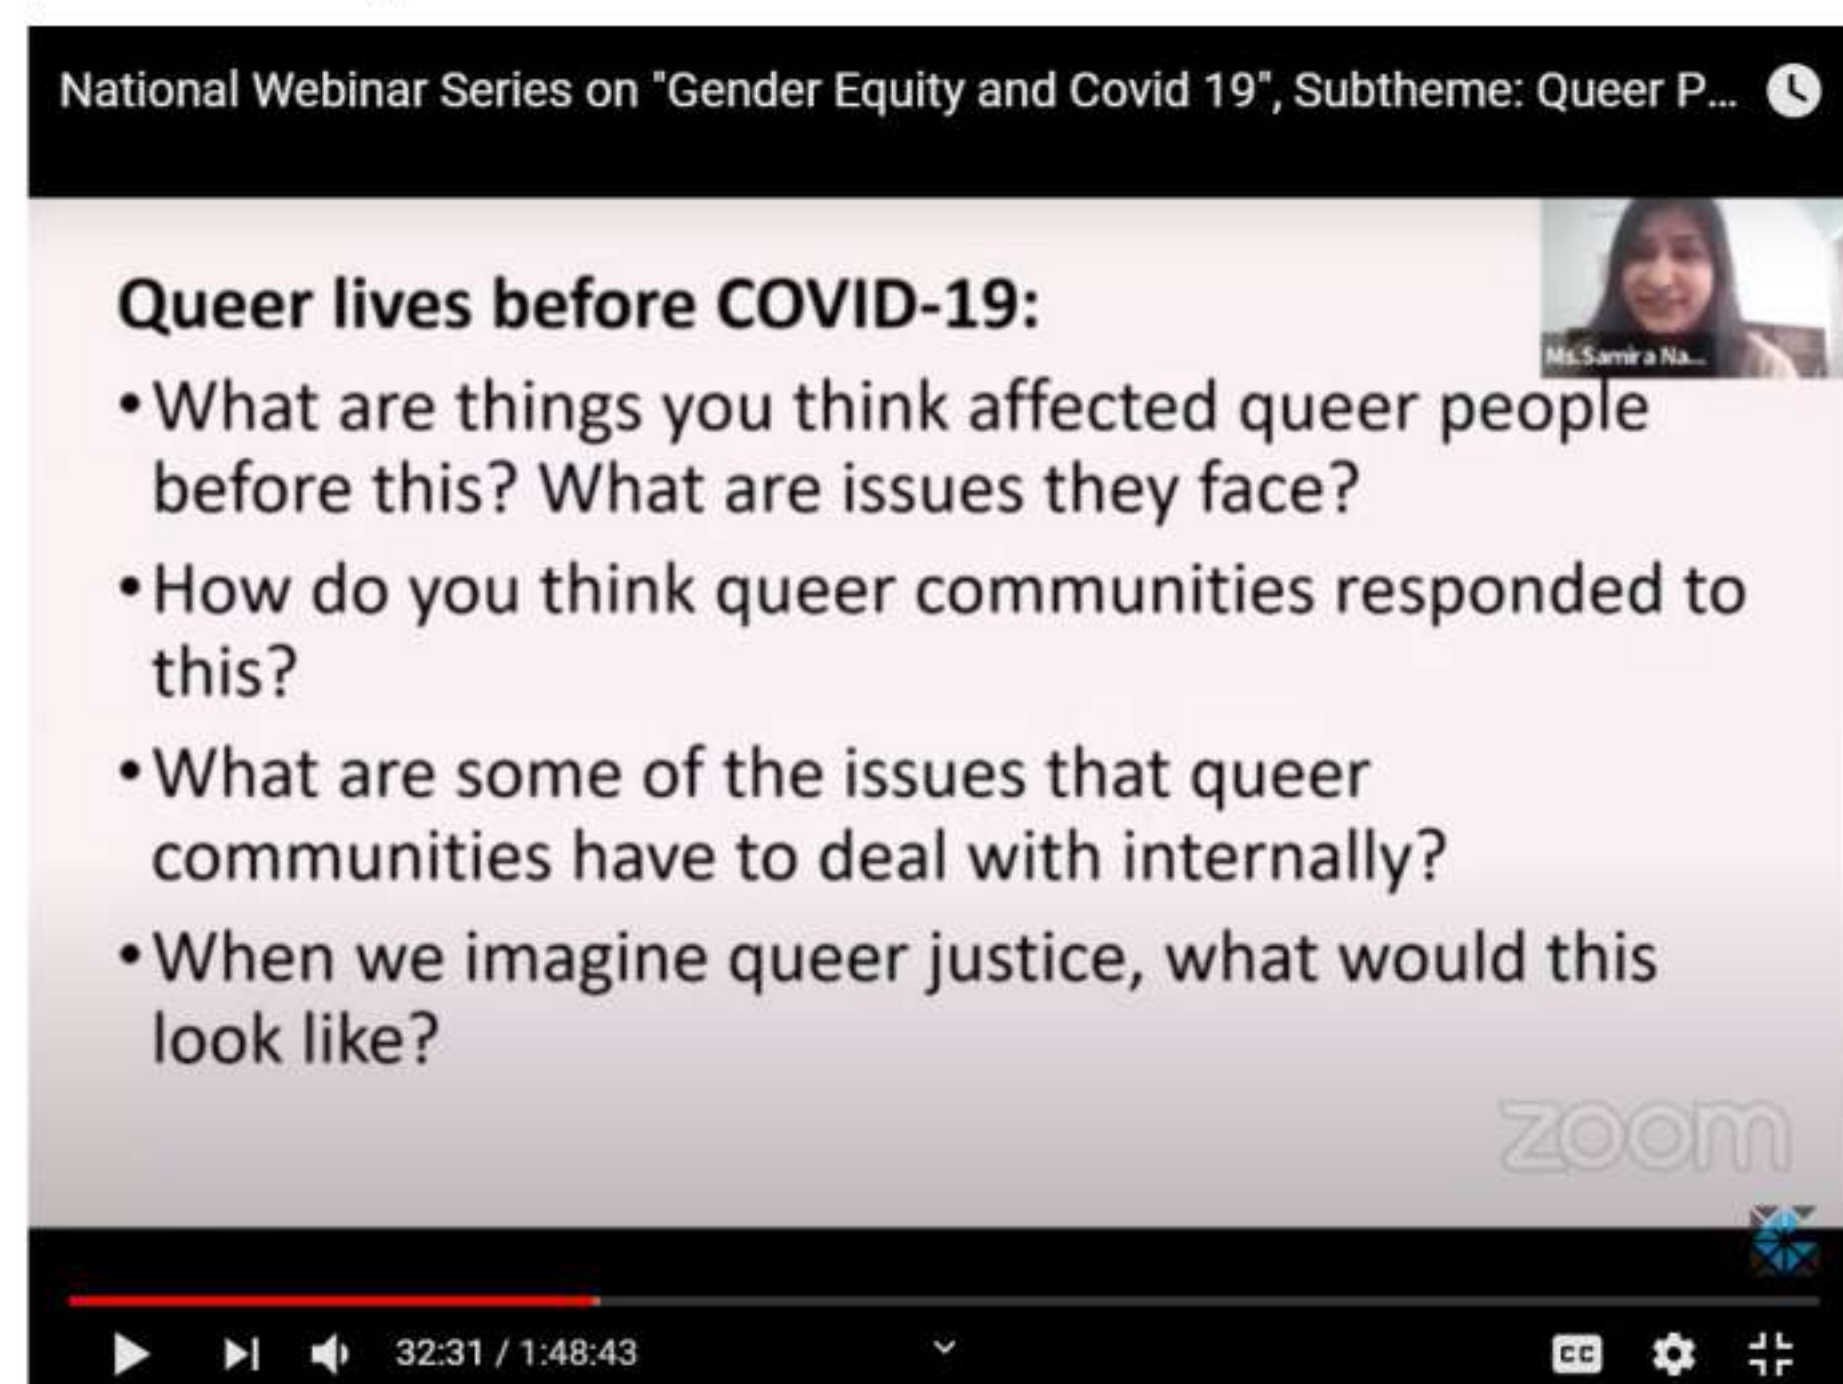 National Webinar Series on "Gender Equity and Covid 19", Subtheme: Queer P...
Queer lives before COVID-19:
Ms.Samira Na...
•What are things you think affected queer people
before this? What are issues they face?
•How do you think queer communities responded to
this?
•What are some of the issues that queer
communities have to deal with internally?
•When we imagine queer justice, what would this
look like?
zoom
32:31 / 1:48:43
CC